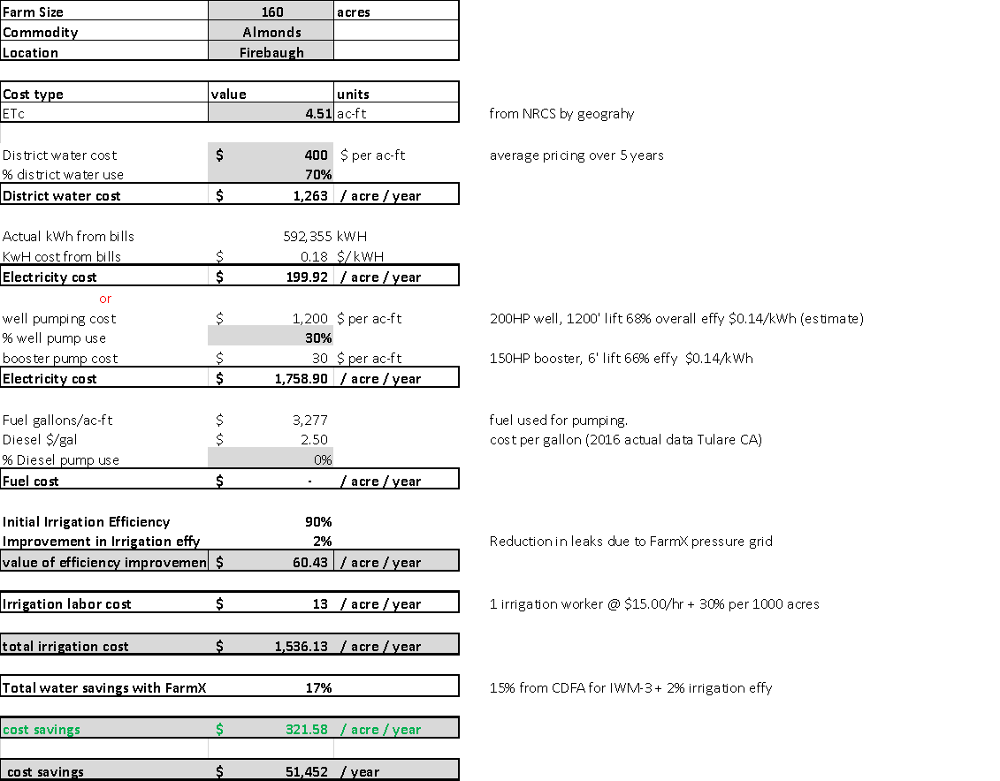 Farm Size 160 acres
Commodity Almonds
Location Firebaugh
Cost type value units
ETc 4.51 ac-ft from NRCS by geograhy
District water cost $ 400 $ per ac-ft average pricing over 5 years
% district water use 70%
District water cost $ 1,263 / acre / year
Actual kWh from bills 592,355 kWH
KwH cost from bills $ 0.18 $/kWH
Electricity cost $ 199.92 / acre / year
or
well pumping cost $ 1,200 $ per ac-ft 200HP well, 1200' lift 68% overall effy $0.14/kWh (estimate)
% well pump use 30%
booster pump cost $ 30 $ per ac-ft 150HP booster, 6' lift 66% effy $0.14/kWh
Electricity cost $ 1,758.90 / acre / year
Fuel gallons/ac-ft $ 3,277 fuel used for pumping.
Diesel $/gal $ 2.50 cost per gallon (2016 actual data Tulare CA)
% Diesel pump use 0%
Fuel cost $ - / acre / year
Initial Irrigation Efficiency 90%
Improvement in Irrigation effy 2% Reduction in leaks due to FarmX pressure grid
value of efficiency improvemen $ 60.43 / acre / year
Irrigation labor cost $ 13 / acre / year 1 irrigation worker @ $15.00/hr + 30% per 1000 acres
total irrigation cost $ 1,536.13 / acre / year
Total water savings with FarmX 17% 15% from CDFA for IWM-3 + 2% irrigation effy
cost savings $ 321.58 / acre / year
cost savings $ 51,452 / year